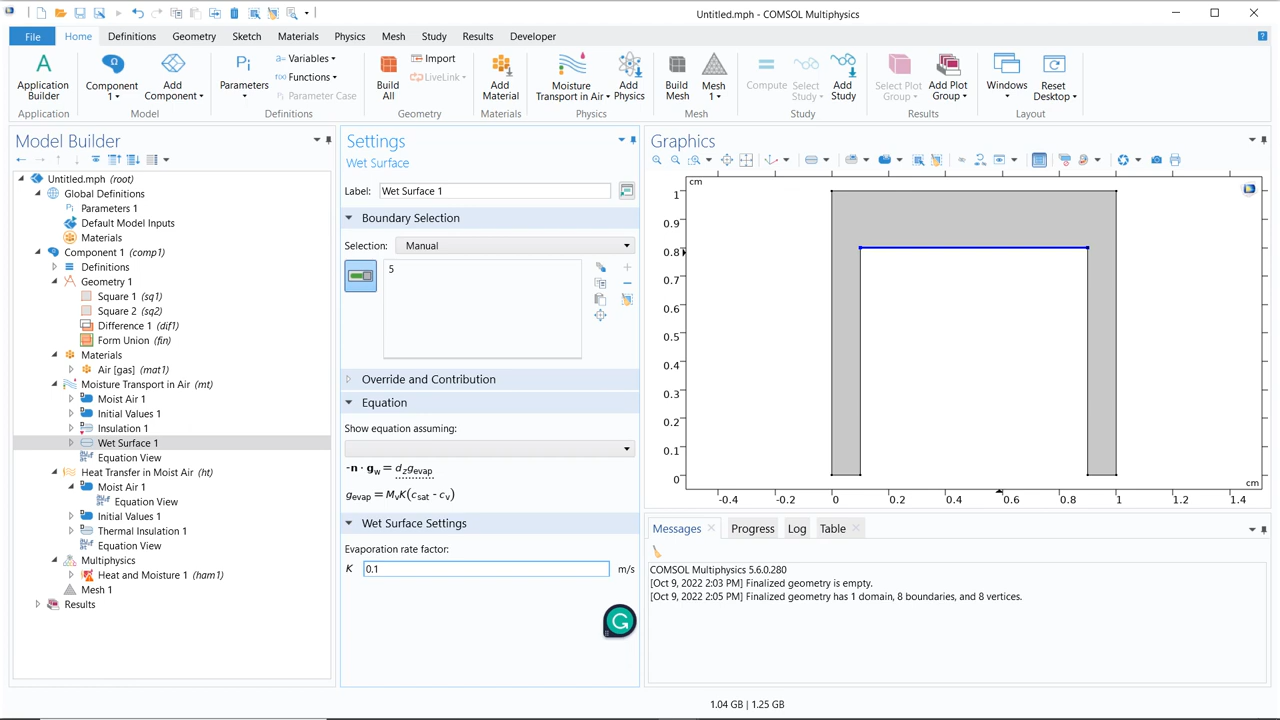 Untitled.mph - COMSOL Multiphysics
File Home Definitions Geometry Sketch Materials Physics Mesh Study Results Developer
Application Builder
Application
Component 1
Add Component
Model
Parameters
Variables
Functions
Parameter Case
Definitions
Build All
Import
LiveLink
Geometry
Add Material
Materials
Moisture Transport in Air
Add Physics
Physics
Build Mesh
Mesh 1
Mesh
Compute
Select Study
Add Study
Study
Select Plot Group
Add Plot Group
Results
Windows
Reset Desktop
Layout
Model Builder
Untitled.mph (root)
Global Definitions
Parameters 1
Default Model Inputs
Materials
Component 1 (comp1)
Definitions
Geometry 1
Square 1 (sq1)
Square 2 (sq2)
Difference 1 (dif1)
Form Union (fin)
Materials
Air [gas] (mat1)
Moisture Transport in Air (mt)
Moist Air 1
Initial Values 1
Insulation 1
Wet Surface 1
Equation View
Heat Transfer in Moist Air (ht)
Moist Air 1
Equation View
Initial Values 1
Thermal Insulation 1
Equation View
Multiphysics
Heat and Moisture 1 (ham1)
Mesh 1
Results
Settings
Wet Surface
Label: Wet Surface 1
Boundary Selection
Selection: Manual
5
Override and Contribution
Equation
Show equation assuming:
-n · g_w = d_z g_evap
g_evap = M_v K(c_sat - c_v)
Wet Surface Settings
Evaporation rate factor:
K 0.1 m/s
Graphics
cm
1
0.9
0.8
0.7
0.6
0.5
0.4
0.3
0.2
0.1
0
-0.4 -0.2 0 0.2 0.4 0.6 0.8 1 1.2 1.4
cm
Messages Progress Log Table
COMSOL Multiphysics 5.6.0.280
[Oct 9, 2022 2:03 PM] Finalized geometry is empty.
[Oct 9, 2022 2:05 PM] Finalized geometry has 1 domain, 8 boundaries, and 8 vertices.
1.04 GB | 1.25 GB